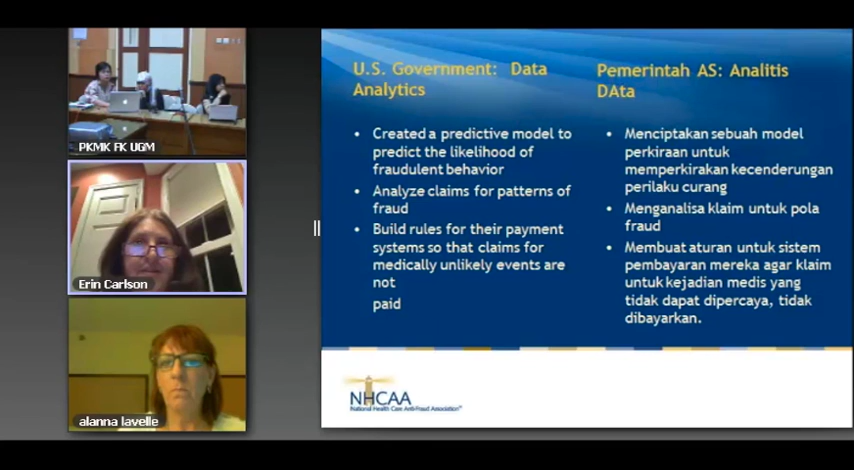 PKMK FK UGM
Erin Carlson
alanna lavelle
U.S. Government: Data
Analytics
• Created a predictive model to
predict the likelihood of
fraudulent behavior
• Analyze claims for patterns of
fraud
• Build rules for their payment
systems so that claims for
medically unlikely events are
not
paid
Pemerintah AS: Analitis
DAta
• Menciptakan sebuah model
perkiraan untuk
memperkirakan kecenderungan
perilaku curang
• Menganalisa klaim untuk pola
fraud
• Membuat aturan untuk sistem
pembayaran mereka agar klaim
untuk kejadian medis yang
tidak dapat dipercaya, tidak
dibayarkan.
NHCAA
National Health Care Anti-Fraud Association